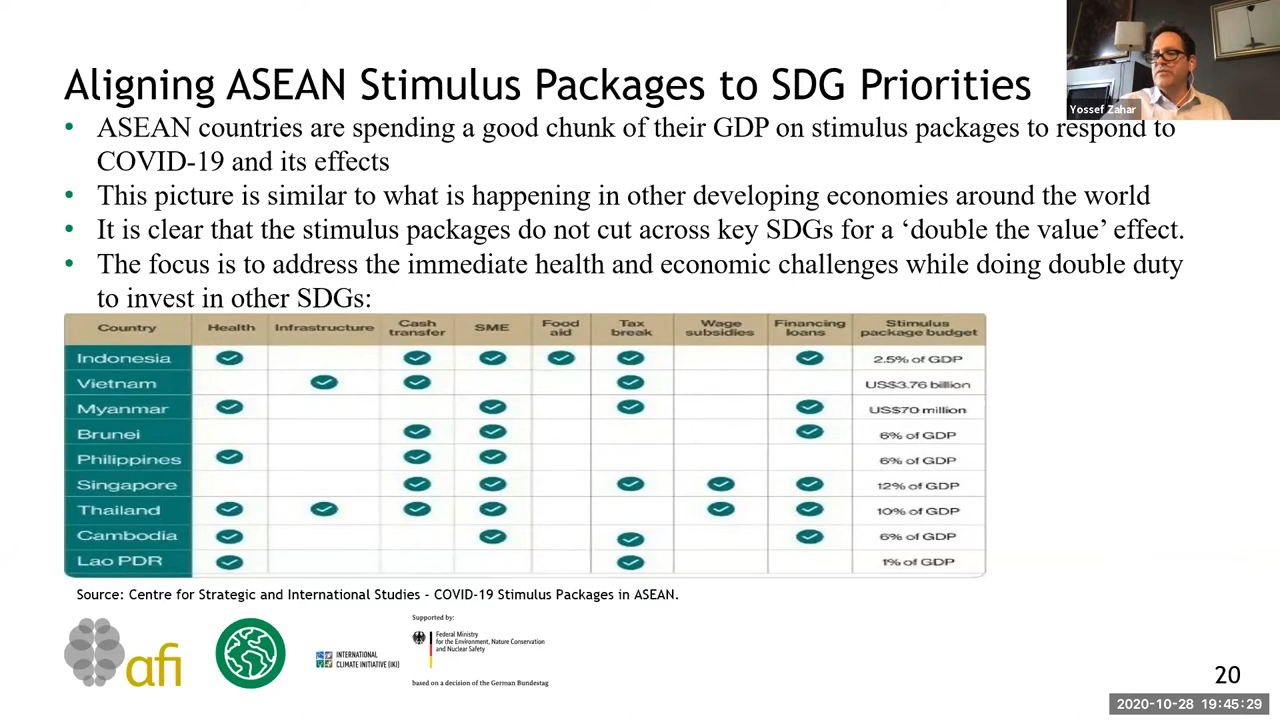 Aligning ASEAN Stimulus Packages to SDG Priorities
Yossef Zahar
• ASEAN countries are spending a good chunk of their GDP on stimulus packages to respond to
COVID-19 and its effects
• This picture is similar to what is happening in other developing economies around the world
• It is clear that the stimulus packages do not cut across key SDGs for a ‘double the value’ effect.
• The focus is to address the immediate health and economic challenges while doing double duty
to invest in other SDGs:
Country Health Infrastructure Cash transfer SME Food aid Tax break Wage subsidies Financing loans Stimulus package budget
Indonesia 2.5% of GDP
Vietnam US$3.76 billion
Myanmar US$70 million
Brunei 6% of GDP
Philippines 6% of GDP
Singapore 12% of GDP
Thailand 10% of GDP
Cambodia 6% of GDP
Lao PDR 1% of GDP
Source: Centre for Strategic and International Studies - COVID-19 Stimulus Packages in ASEAN.
afi
INTERNATIONAL
CLIMATE INITIATIVE (IKI)
Supported by:
Federal Ministry
for the Environment, Nature Conservation
and Nuclear Safety
based on a decision of the German Bundestag
20
2020-10-28 19:45:29